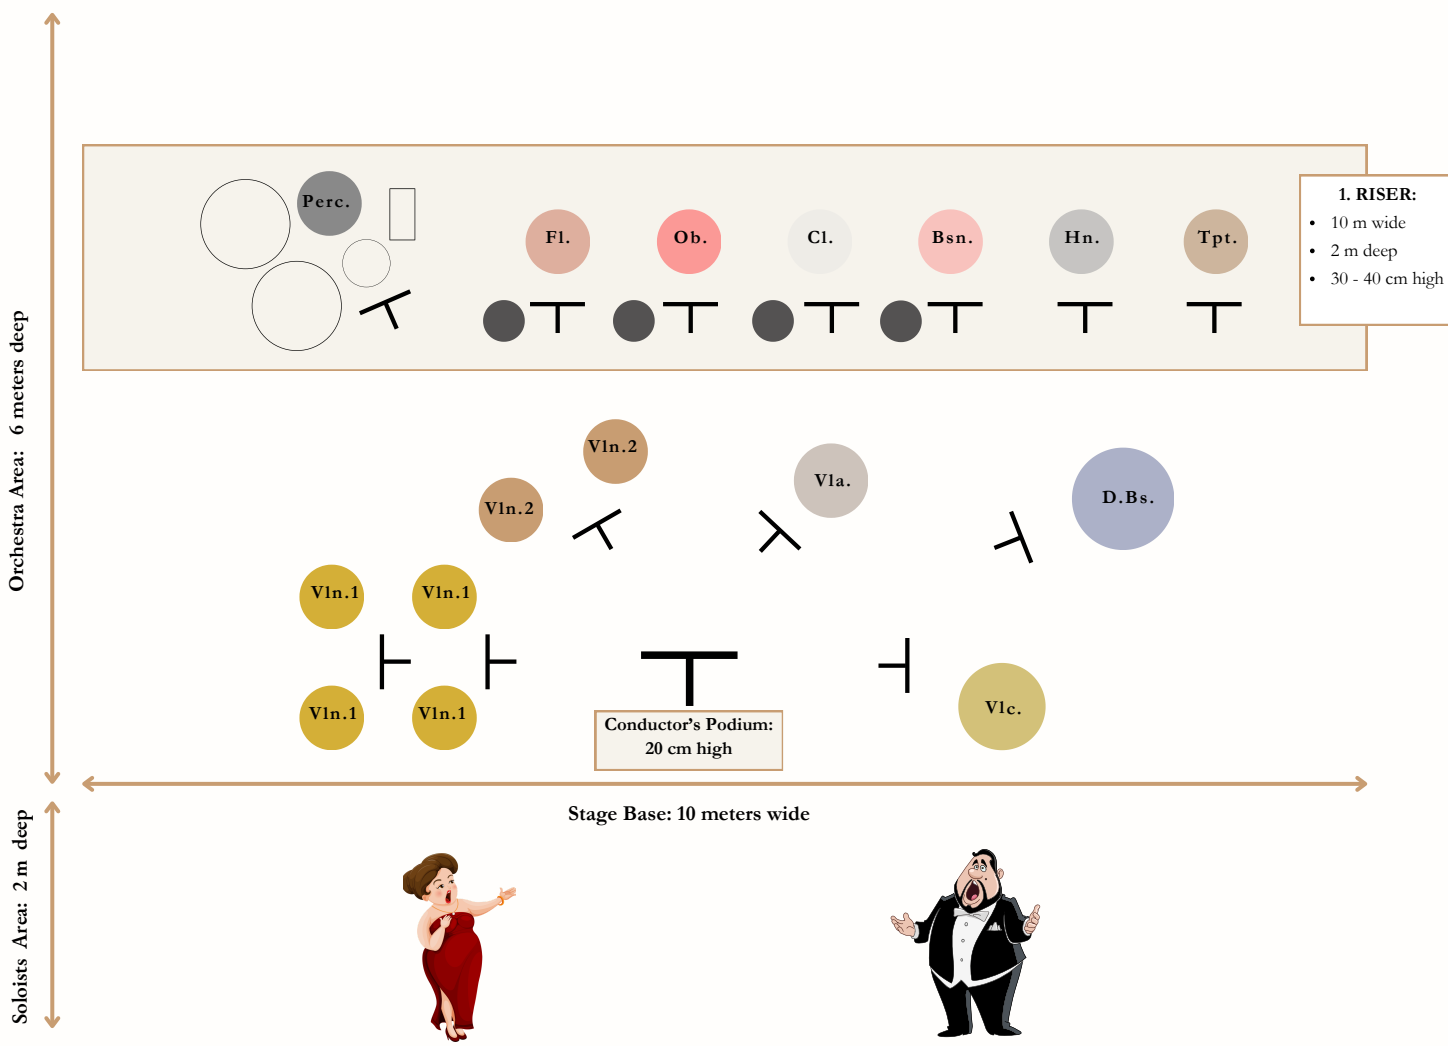 Orchestra Area: 6 meters deep
Perc.
Fl.
Ob.
Cl.
Bsn.
Hn.
Tpt.
1. RISER:
• 10 m wide
• 2 m deep
• 30 - 40 cm high
Vln.2
Vln.2
Vla.
D.Bs.
Vln.1
Vln.1
Vln.1
Vln.1
Vlc.
Conductor’s Podium:
20 cm high
Stage Base: 10 meters wide
Soloists Area: 2 m deep